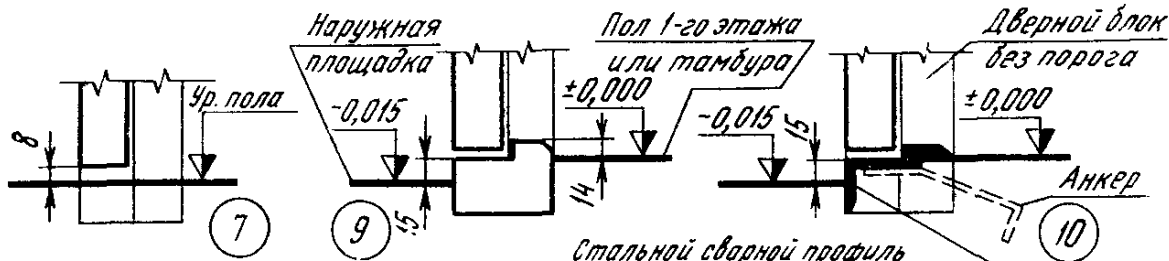 Наружная
площадка
Пол 1-го этажа
или тамбура
Дверной блок
без порога
Ур. пола
-0,015
±0,000
-0,015
±0,000
8
15
14
15
Анкер
7
9
10
Стальной сварной профиль